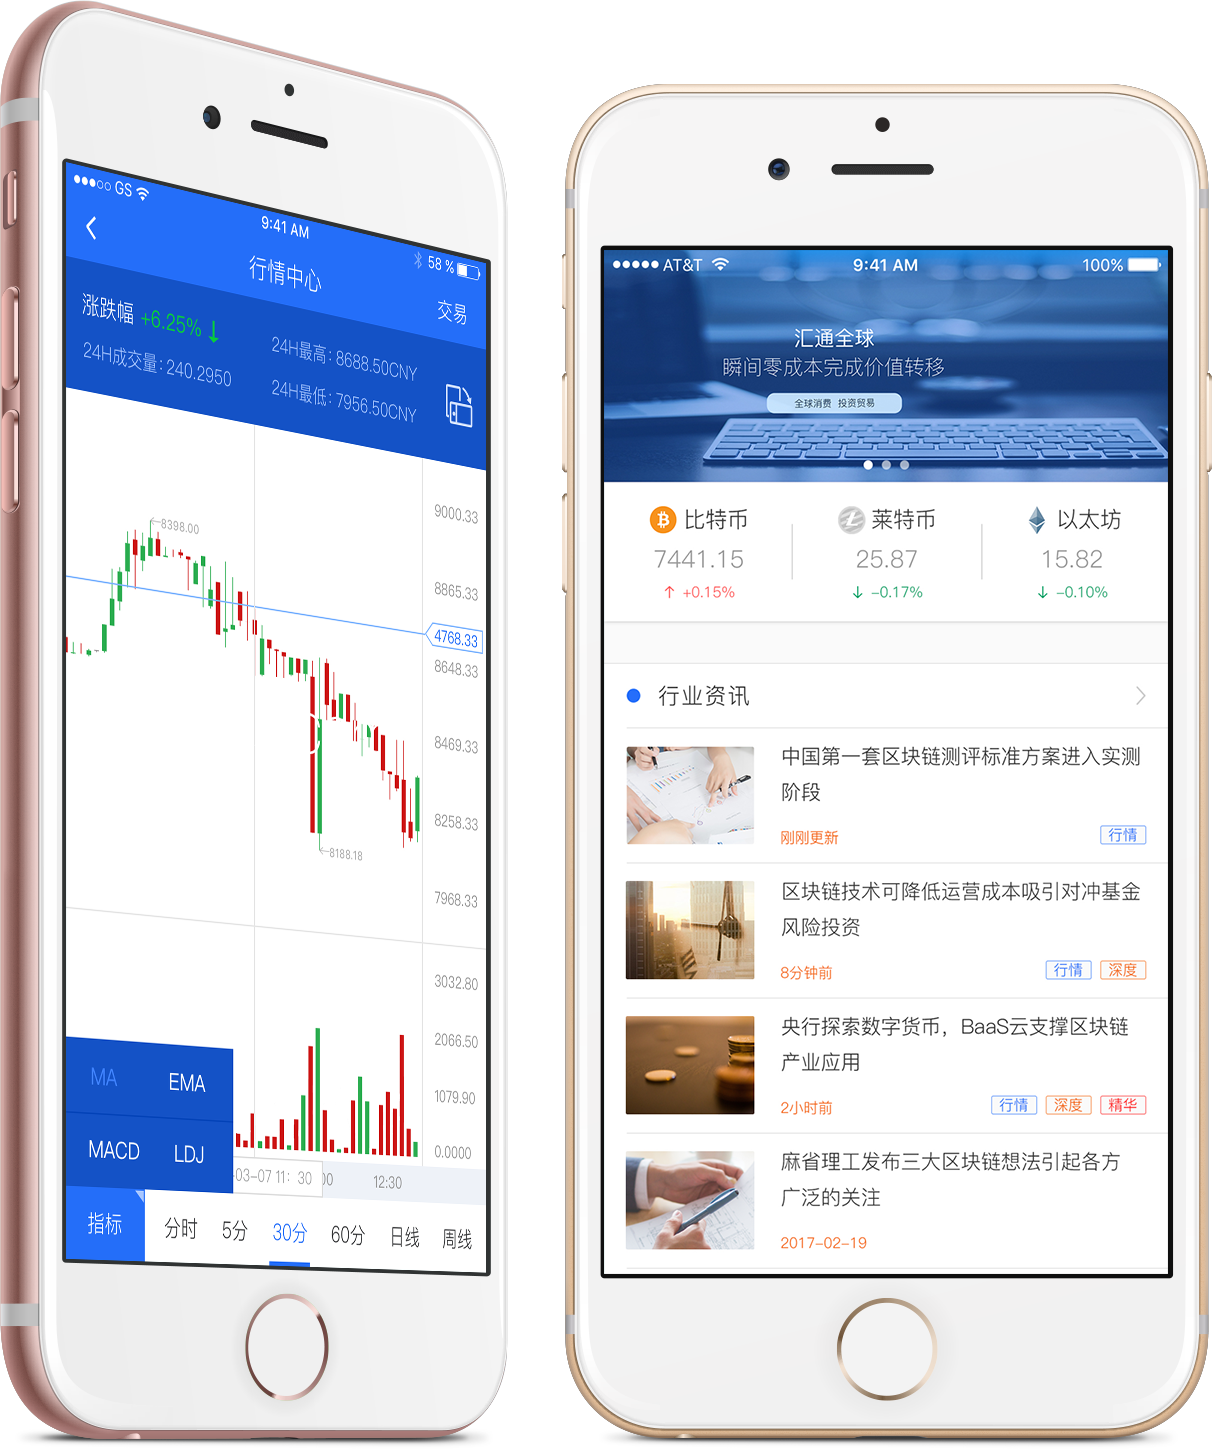 GS
9:41 AM
58 %
行情中心
交易
涨跌幅 +6.25% ↓
24H成交量: 240.2950
24H最高: 8688.50CNY
24H最低: 7956.50CNY
8398.00
9000.33
8865.33
4768.33
8648.33
8469.33
8258.33
8188.18
7968.33
3032.80
2066.50
1079.90
0.0000
MA EMA
MACD LDJ
-03-07 11: 30
12:30
指标 分时 5分 30分 60分 日线 周线
AT&T 9:41 AM 100%
汇通全球
瞬间零成本完成价值转移
全球消费 投资贸易
比特币 莱特币 以太坊
7441.15 25.87 15.82
↑ +0.15% ↓ -0.17% ↓ -0.10%
行业资讯
中国第一套区块链测评标准方案进入实测
阶段
刚刚更新 行情
区块链技术可降低运营成本吸引对冲基金
风险投资
8分钟前 行情 深度
央行探索数字货币，BaaS云支撑区块链
产业应用
2小时前 行情 深度 精华
麻省理工发布三大区块链想法引起各方
广泛的关注
2017-02-19